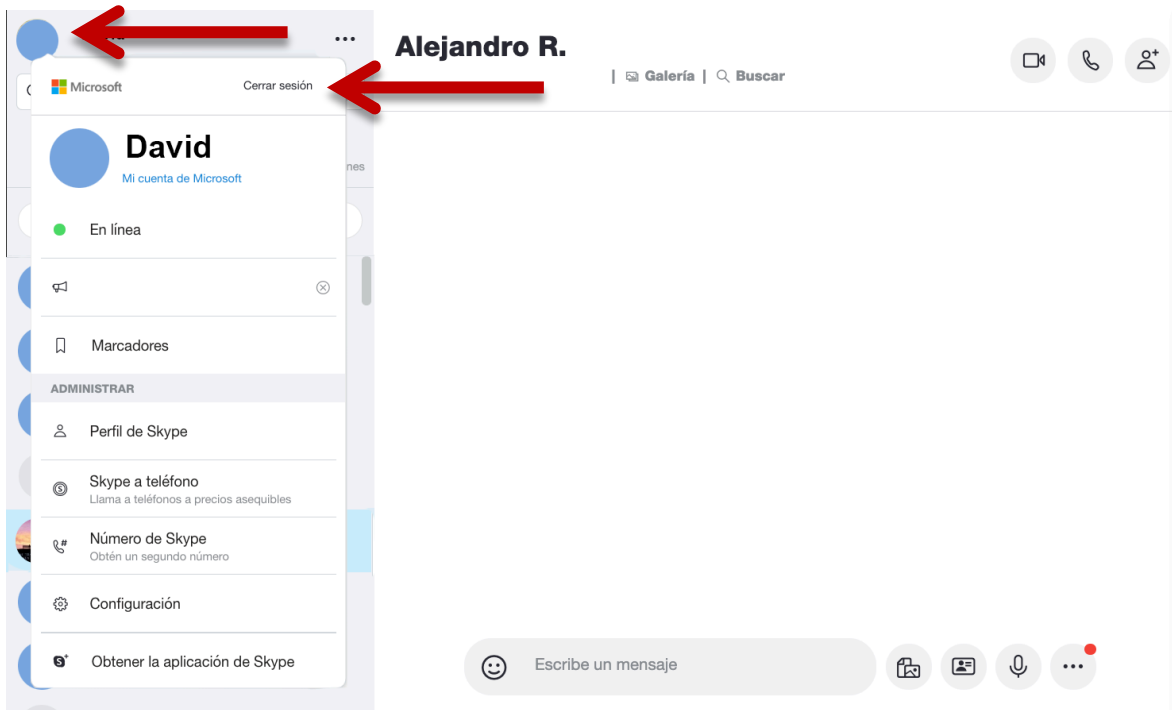 Alejandro R.
| Galería | Buscar
Microsoft
Cerrar sesión
David
Mi cuenta de Microsoft
nes
En línea
Marcadores
ADMINISTRAR
Perfil de Skype
Skype a teléfono
Llama a teléfonos a precios asequibles
Número de Skype
Obtén un segundo número
Configuración
Obtener la aplicación de Skype
Escribe un mensaje